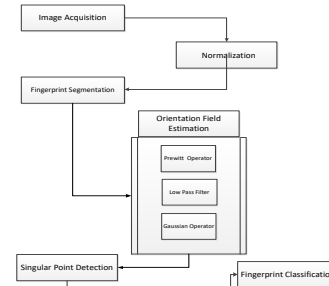 Image Acquisition
Normalization
Fingerprint Segmentation
Orientation Field
Estimation
Prewitt Operator
Low Pass Filter
Gaussian Operator
Singular Point Detection
Fingerprint Classification